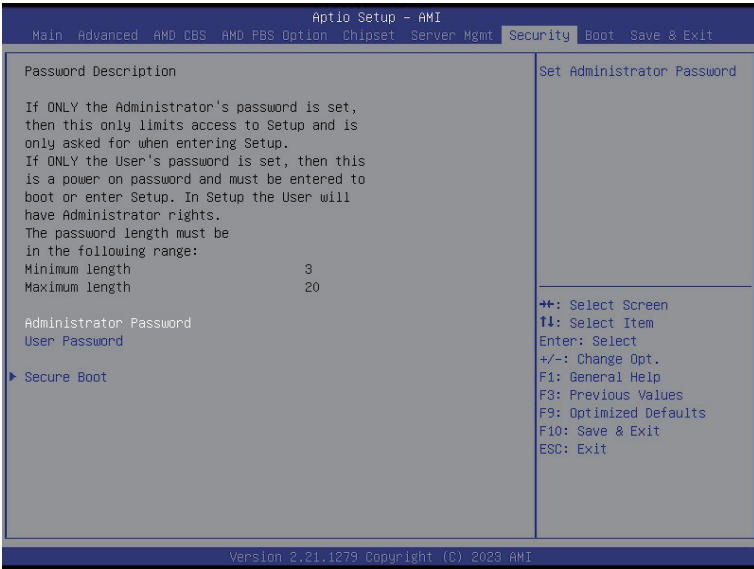 Aptio Setup – AMI
Main Advanced AMD CBS AMD PBS Option Chipset Server Mgmt Security Boot Save & Exit
Password Description
If ONLY the Administrator's password is set,
then this only limits access to Setup and is
only asked for when entering Setup.
If ONLY the User's password is set, then this
is a power on password and must be entered to
boot or enter Setup. In Setup the User will
have Administrator rights.
The password length must be
in the following range:
Minimum length 3
Maximum length 20
Administrator Password
User Password
Secure Boot
Set Administrator Password
→←: Select Screen
↑↓: Select Item
Enter: Select
+/-: Change Opt.
F1: General Help
F3: Previous Values
F9: Optimized Defaults
F10: Save & Exit
ESC: Exit
Version 2.21.1279 Copyright (C) 2023 AMI